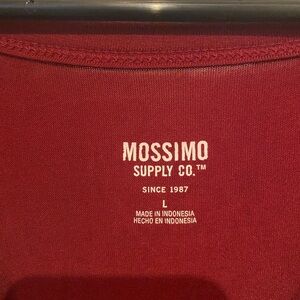 MOSSIMO
SUPPLY CO.™
SINCE 1987
L
MADE IN INDONESIA
HECHO EN INDONESIA